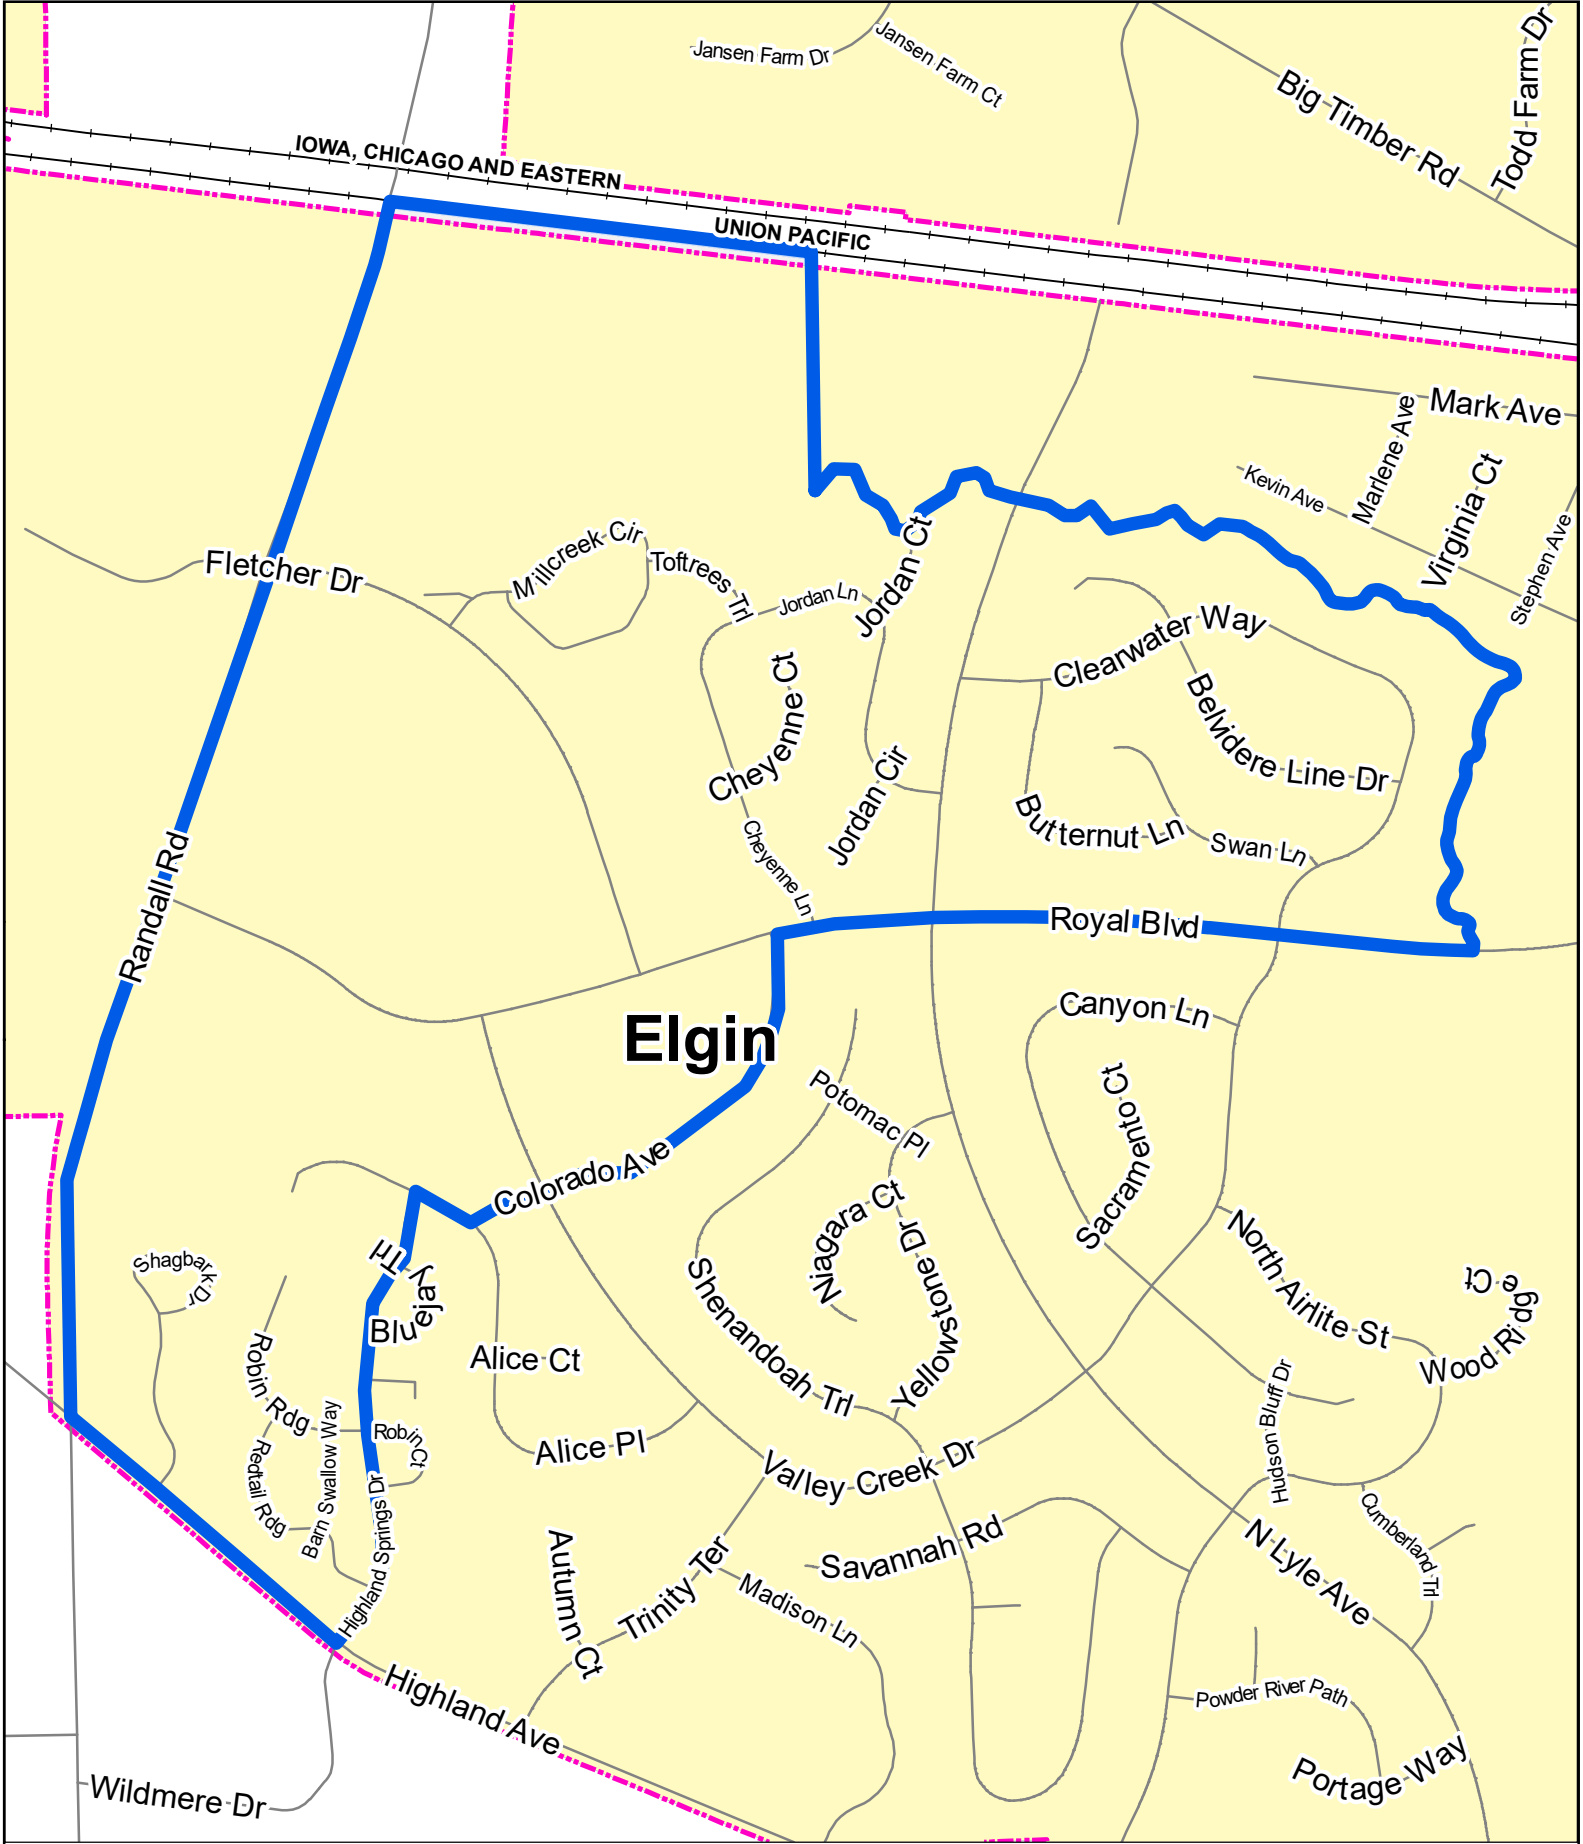 Jansen Farm Dr
Jansen Farm Ct
Big Timber Rd
Todd Farm Dr
IOWA, CHICAGO AND EASTERN
UNION PACIFIC
Mark Ave
Marlene Ave
Kevin Ave
Virginia Ct
Stephen Ave
Fletcher Dr
Millcreek Cir
Toftrees Trl
Jordan Ln
Jordan Ct
Clearwater Way
Cheyenne Ct
Belvidere Line Dr
Jordan Cir
Butternut Ln
Swan Ln
Cheyenne Ln
Randall Rd
Royal Blvd
Canyon Ln
Elgin
Potomac Pl
Sacramento Ct
Colorado Ave
Niagara Ct
Yellowstone Dr
North Airlite St
Wood Ridge Ct
Shagbark Dr
Bluejay Trl
Shenandoah Trl
Robin Rdg
Alice Ct
Hudson Bluff Dr
Redtail Rdg
Barn Swallow Way
Robin Ct
Alice Pl
Valley Creek Dr
Highland Springs Dr
Autumn Ct
Trinity Ter
Savannah Rd
Madison Ln
N Lyle Ave
Cumberland Trl
Highland Ave
Powder River Path
Portage Way
Wildmere Dr